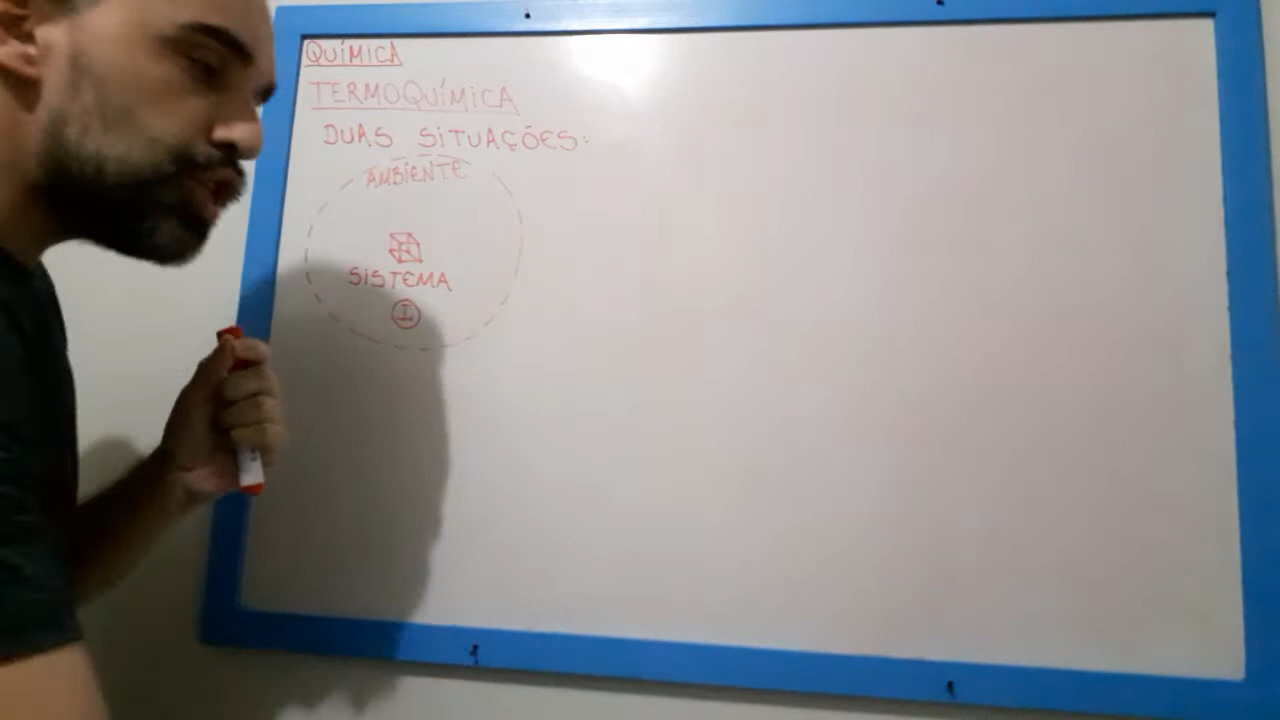 QUÍMICA
TERMOQUÍMICA
DUAS SITUAÇÕES:
AMBIENTE
SISTEMA
I